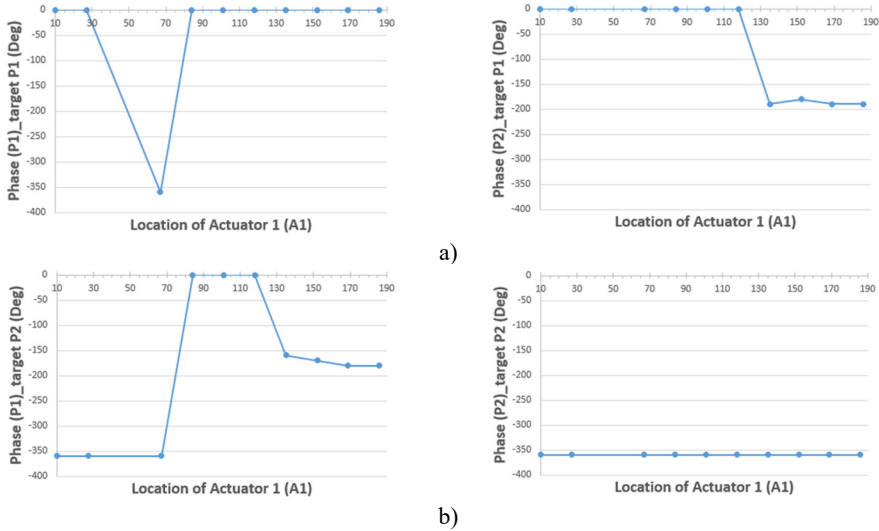 Phase (P1)_target P1 (Deg)
0
-50
-100
-150
-200
-250
-300
-350
-400
10 30 50 70 90 110 130 150 170 190
Location of Actuator 1 (A1)
Phase (P2)_target P1 (Deg)
0
-50
-100
-150
-200
-250
-300
-350
-400
10 30 50 70 90 110 130 150 170 190
Location of Actuator 1 (A1)
a)
Phase (P1)_target P2 (Deg)
0
-50
-100
-150
-200
-250
-300
-350
-400
10 30 50 70 90 110 130 150 170 190
Location of Actuator 1 (A1)
Phase (P2)_target P2 (Deg)
0
-50
-100
-150
-200
-250
-300
-350
-400
10 30 50 70 90 110 130 150 170 190
Location of Actuator 1 (A1)
b)